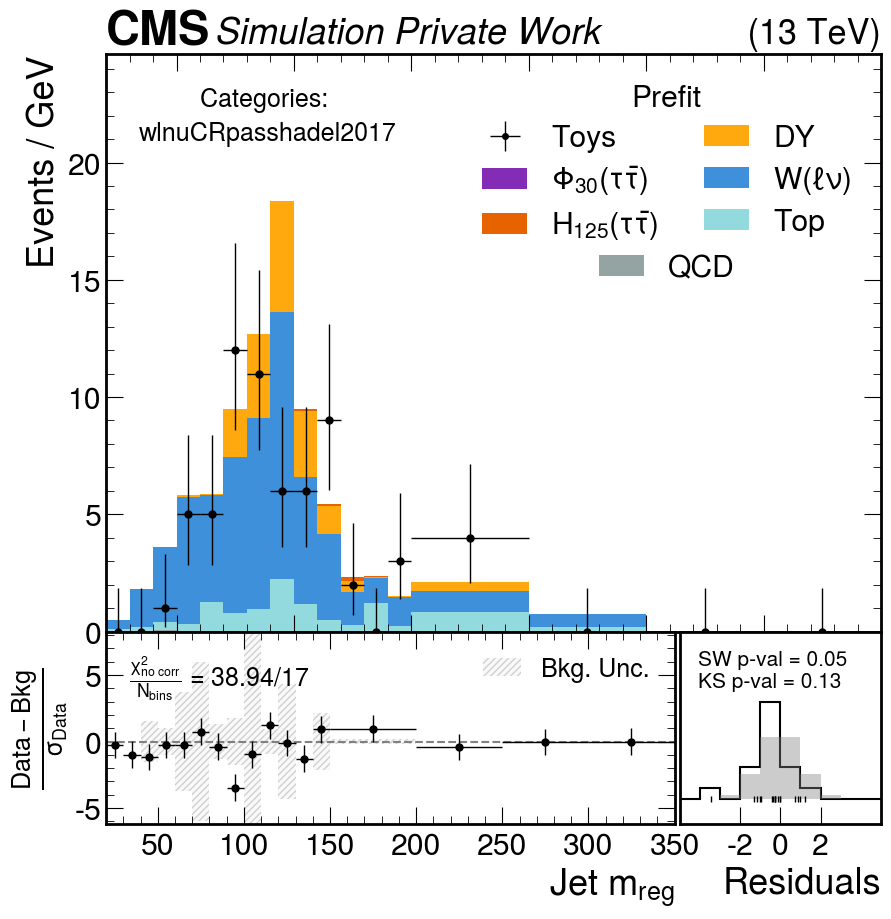 CMS Simulation Private Work (13 TeV)
Events / GeV
Categories:
wlnuCRpasshadel2017
Prefit
Toys
DY
Φ30(ττ̄)
W(ℓν)
H125(ττ̄)
Top
QCD
20
15
10
5
0
Data – Bkg
σData
5
0
-5
χ²no corr
Nbins
= 38.94/17
Bkg. Unc.
SW p-val = 0.05
KS p-val = 0.13
50 100 150 200 250 300 350
-2 0 2
Jet mreg
Residuals